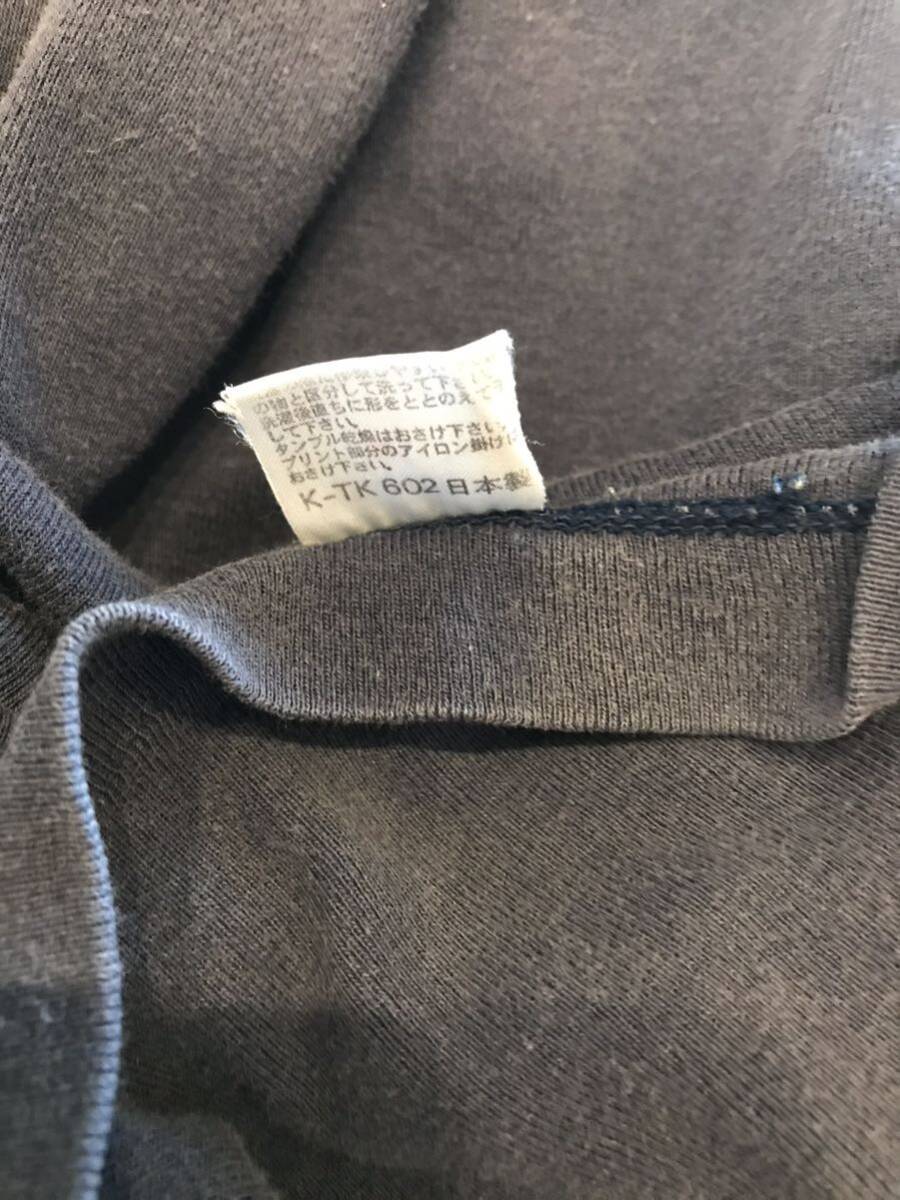 の物と区分して洗って下さい
洗濯後直ちに形をととのえて
して下さい。
タンブル乾燥はおさけ下さい。
プリント部分のアイロン掛けは
おさけ下さい。
K-TK 602 日本製